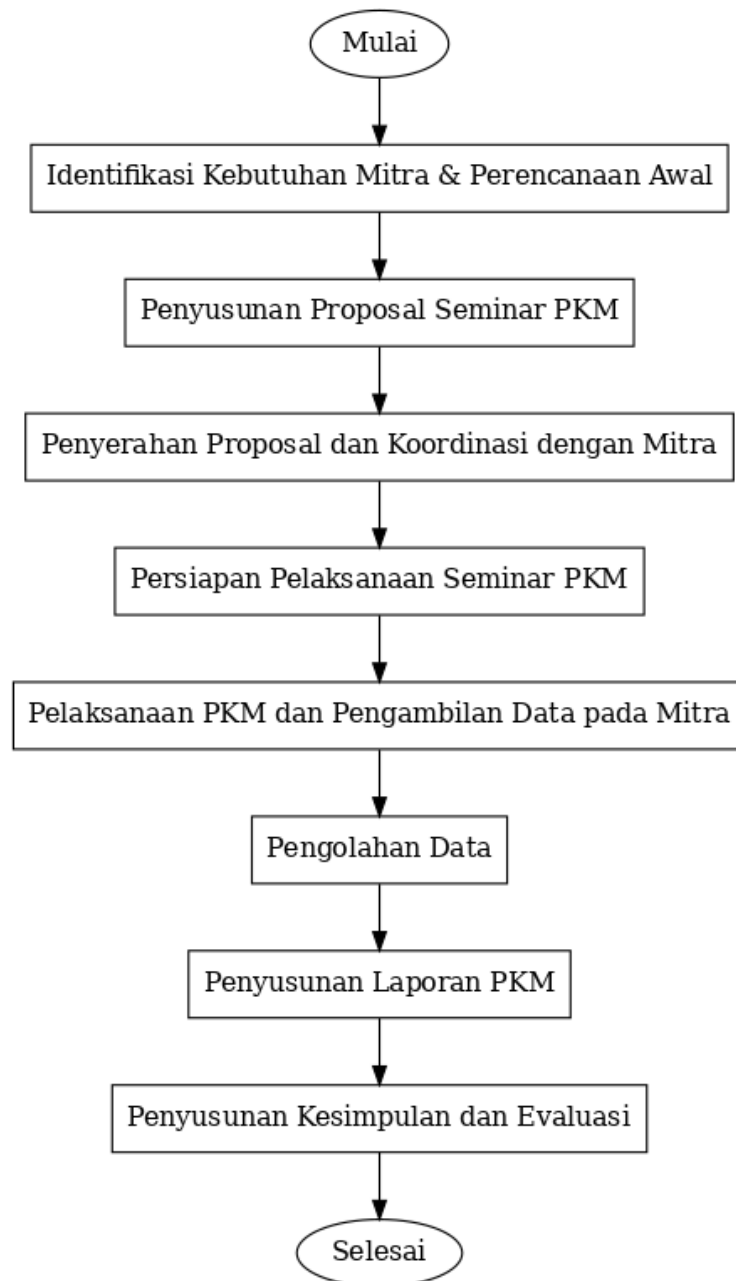 Mulai
Identifikasi Kebutuhan Mitra & Perencanaan Awal
Penyusunan Proposal Seminar PKM
Penyerahan Proposal dan Koordinasi dengan Mitra
Persiapan Pelaksanaan Seminar PKM
Pelaksanaan PKM dan Pengambilan Data pada Mitra
Pengolahan Data
Penyusunan Laporan PKM
Penyusunan Kesimpulan dan Evaluasi
Selesai